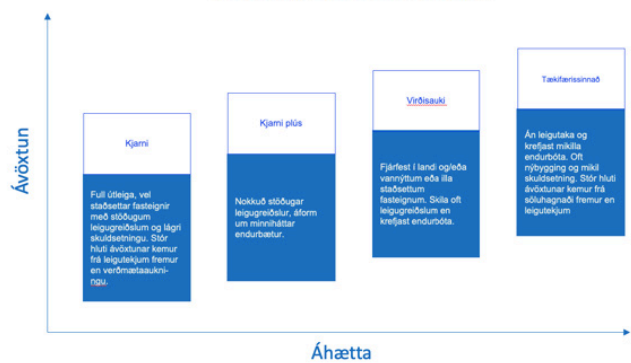 Ávöxtun
Kjarni
Full útleiga, vel
staðsettar fasteignir
með stöðugum
leigugreiðslum og lágri
skuldsetningu. Stór
hluti ávöxtunar kemur
frá leigutekjum fremur
en verðmætaaukni-
ngu.
Kjarni plús
Nokkuð stöðugar
leigugreiðslur, áform
um minniháttar
endurbætur.
Virðisauki
Fjárfest í landi og/eða
vannýttum eða illa
staðsettum
fasteignum. Skila oft
leigugreiðslum en
krefjast endurbóta.
Tækifærissinnað
Án leigutaka og
krefjast mikilla
endurbóta. Oft
nýbygging og mikil
skuldsetning. Stór hluti
ávöxtunar kemur frá
söluhagnaði fremur en
leigutekjum
Áhætta